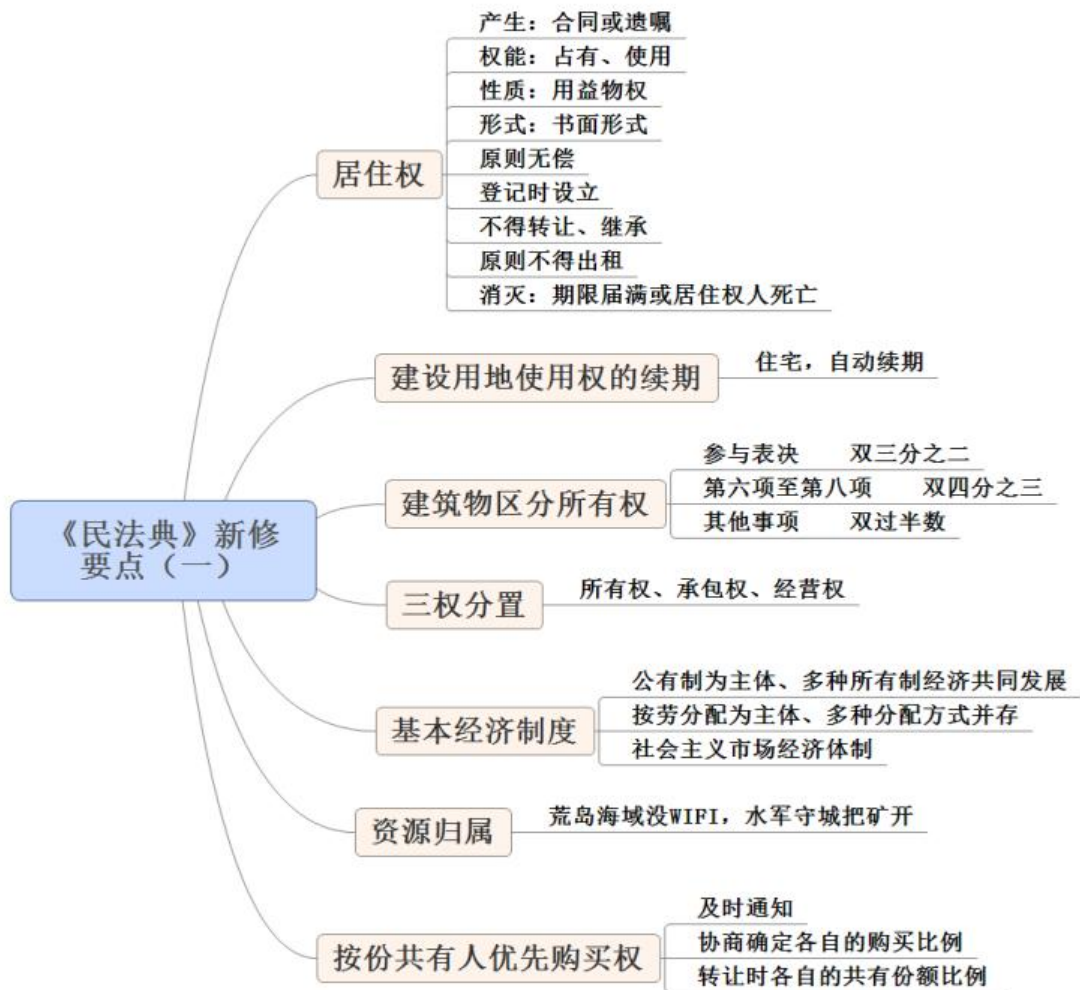 《民法典》新修
要点（一）
居住权
产生：合同或遗嘱
权能：占有、使用
性质：用益物权
形式：书面形式
原则无偿
登记时设立
不得转让、继承
原则不得出租
消灭：期限届满或居住权人死亡
建设用地使用权的续期
住宅，自动续期
建筑物区分所有权
参与表决 双三分之二
第六项至第八项 双四分之三
其他事项 双过半数
三权分置
所有权、承包权、经营权
基本经济制度
公有制为主体、多种所有制经济共同发展
按劳分配为主体、多种分配方式并存
社会主义市场经济体制
资源归属
荒岛海域没WIFI，水军守城把矿开
按份共有人优先购买权
及时通知
协商确定各自的购买比例
转让时各自的共有份额比例